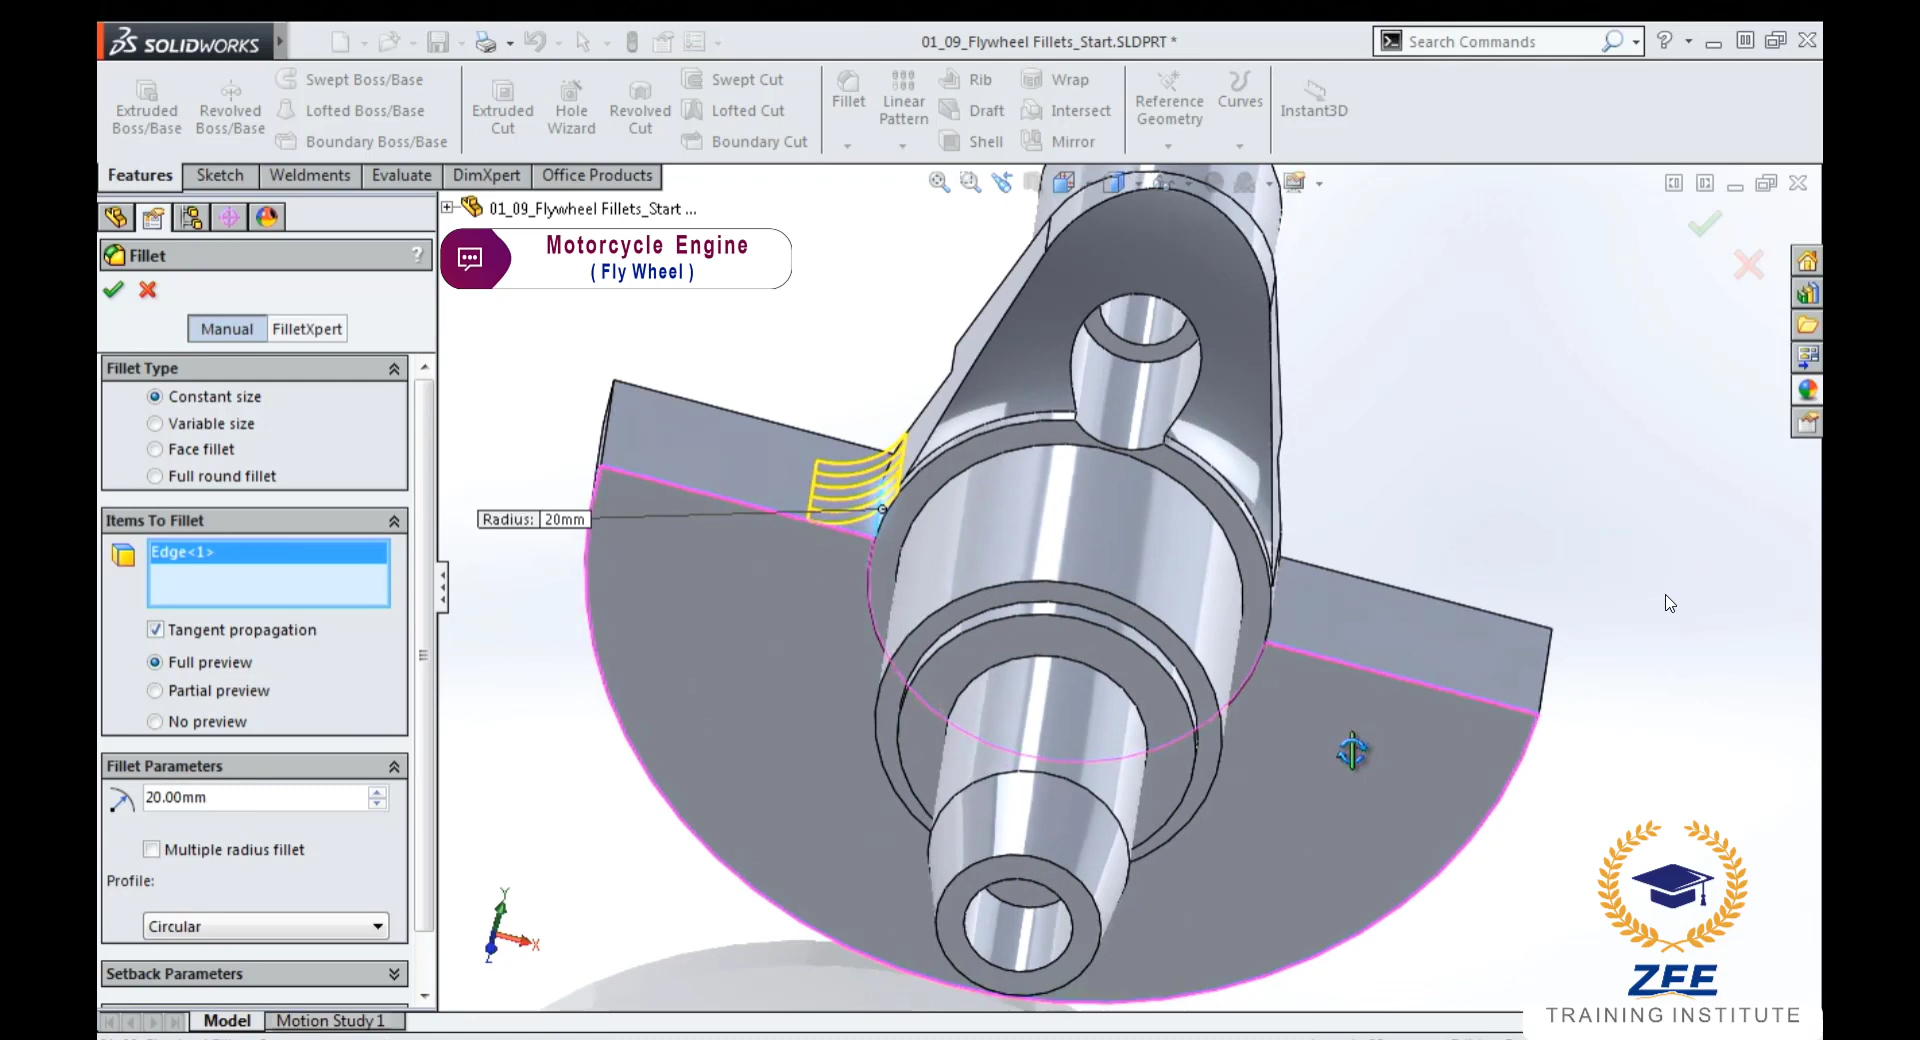 SOLIDWORKS
01_09_Flywheel Fillets_Start.SLDPRT *
Search Commands
?
Extruded Boss/Base
Revolved Boss/Base
Swept Boss/Base
Lofted Boss/Base
Boundary Boss/Base
Extruded Cut
Hole Wizard
Revolved Cut
Swept Cut
Lofted Cut
Boundary Cut
Fillet
Linear Pattern
Rib
Draft
Shell
Wrap
Intersect
Mirror
Reference Geometry
Curves
Instant3D
Features
Sketch
Weldments
Evaluate
DimXpert
Office Products
01_09_Flywheel Fillets_Start ...
Motorcycle Engine
( Fly Wheel )
Fillet
?
Manual
FilletXpert
Fillet Type
Constant size
Variable size
Face fillet
Full round fillet
Items To Fillet
Edge<1>
Tangent propagation
Full preview
Partial preview
No preview
Fillet Parameters
20.00mm
Multiple radius fillet
Profile:
Circular
Setback Parameters
Radius: 20mm
Y
X
Z
Model
Motion Study 1
ZFE
TRAINING INSTITUTE